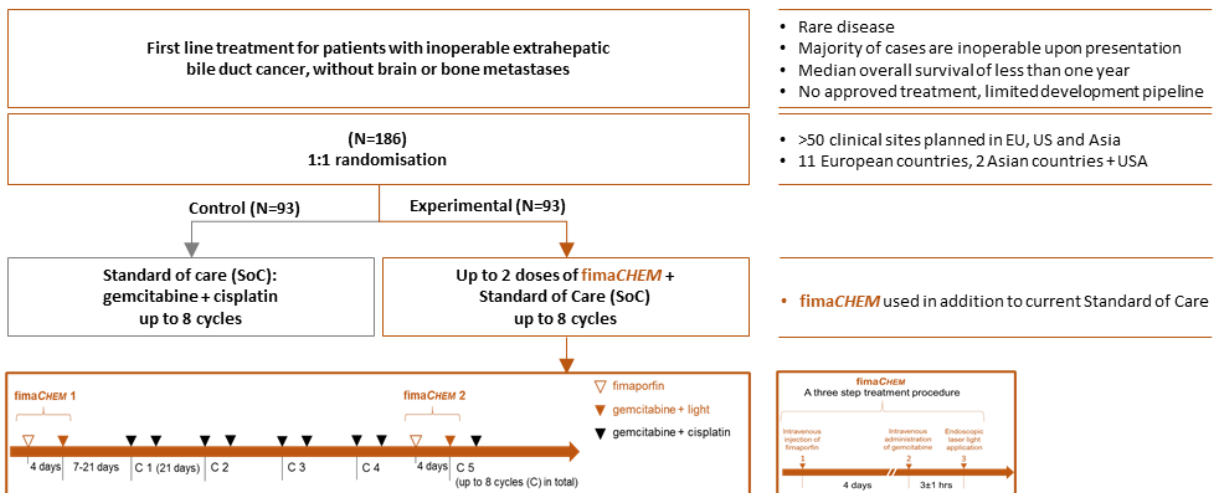 First line treatment for patients with inoperable extrahepatic
bile duct cancer, without brain or bone metastases
• Rare disease
• Majority of cases are inoperable upon presentation
• Median overall survival of less than one year
• No approved treatment, limited development pipeline
(N=186)
1:1 randomisation
• >50 clinical sites planned in EU, US and Asia
• 11 European countries, 2 Asian countries + USA
Control (N=93)
Experimental (N=93)
Standard of care (SoC):
gemcitabine + cisplatin
up to 8 cycles
Up to 2 doses of fimaCHEM +
Standard of Care (SoC)
up to 8 cycles
• fimaCHEM used in addition to current Standard of Care
fimaCHEM 1
fimaCHEM 2
fimaporfin
gemcitabine + light
gemcitabine + cisplatin
4 days
7-21 days
C 1 (21 days)
C 2
C 3
C 4
4 days
C 5
(up to 8 cycles (C) in total)
fimaCHEM
A three step treatment procedure
Intravenous
injection of
fimaporfin
1
Intravenous
administration
of gemcitabine
2
Endoscopic
laser light
application
3
4 days
3±1 hrs